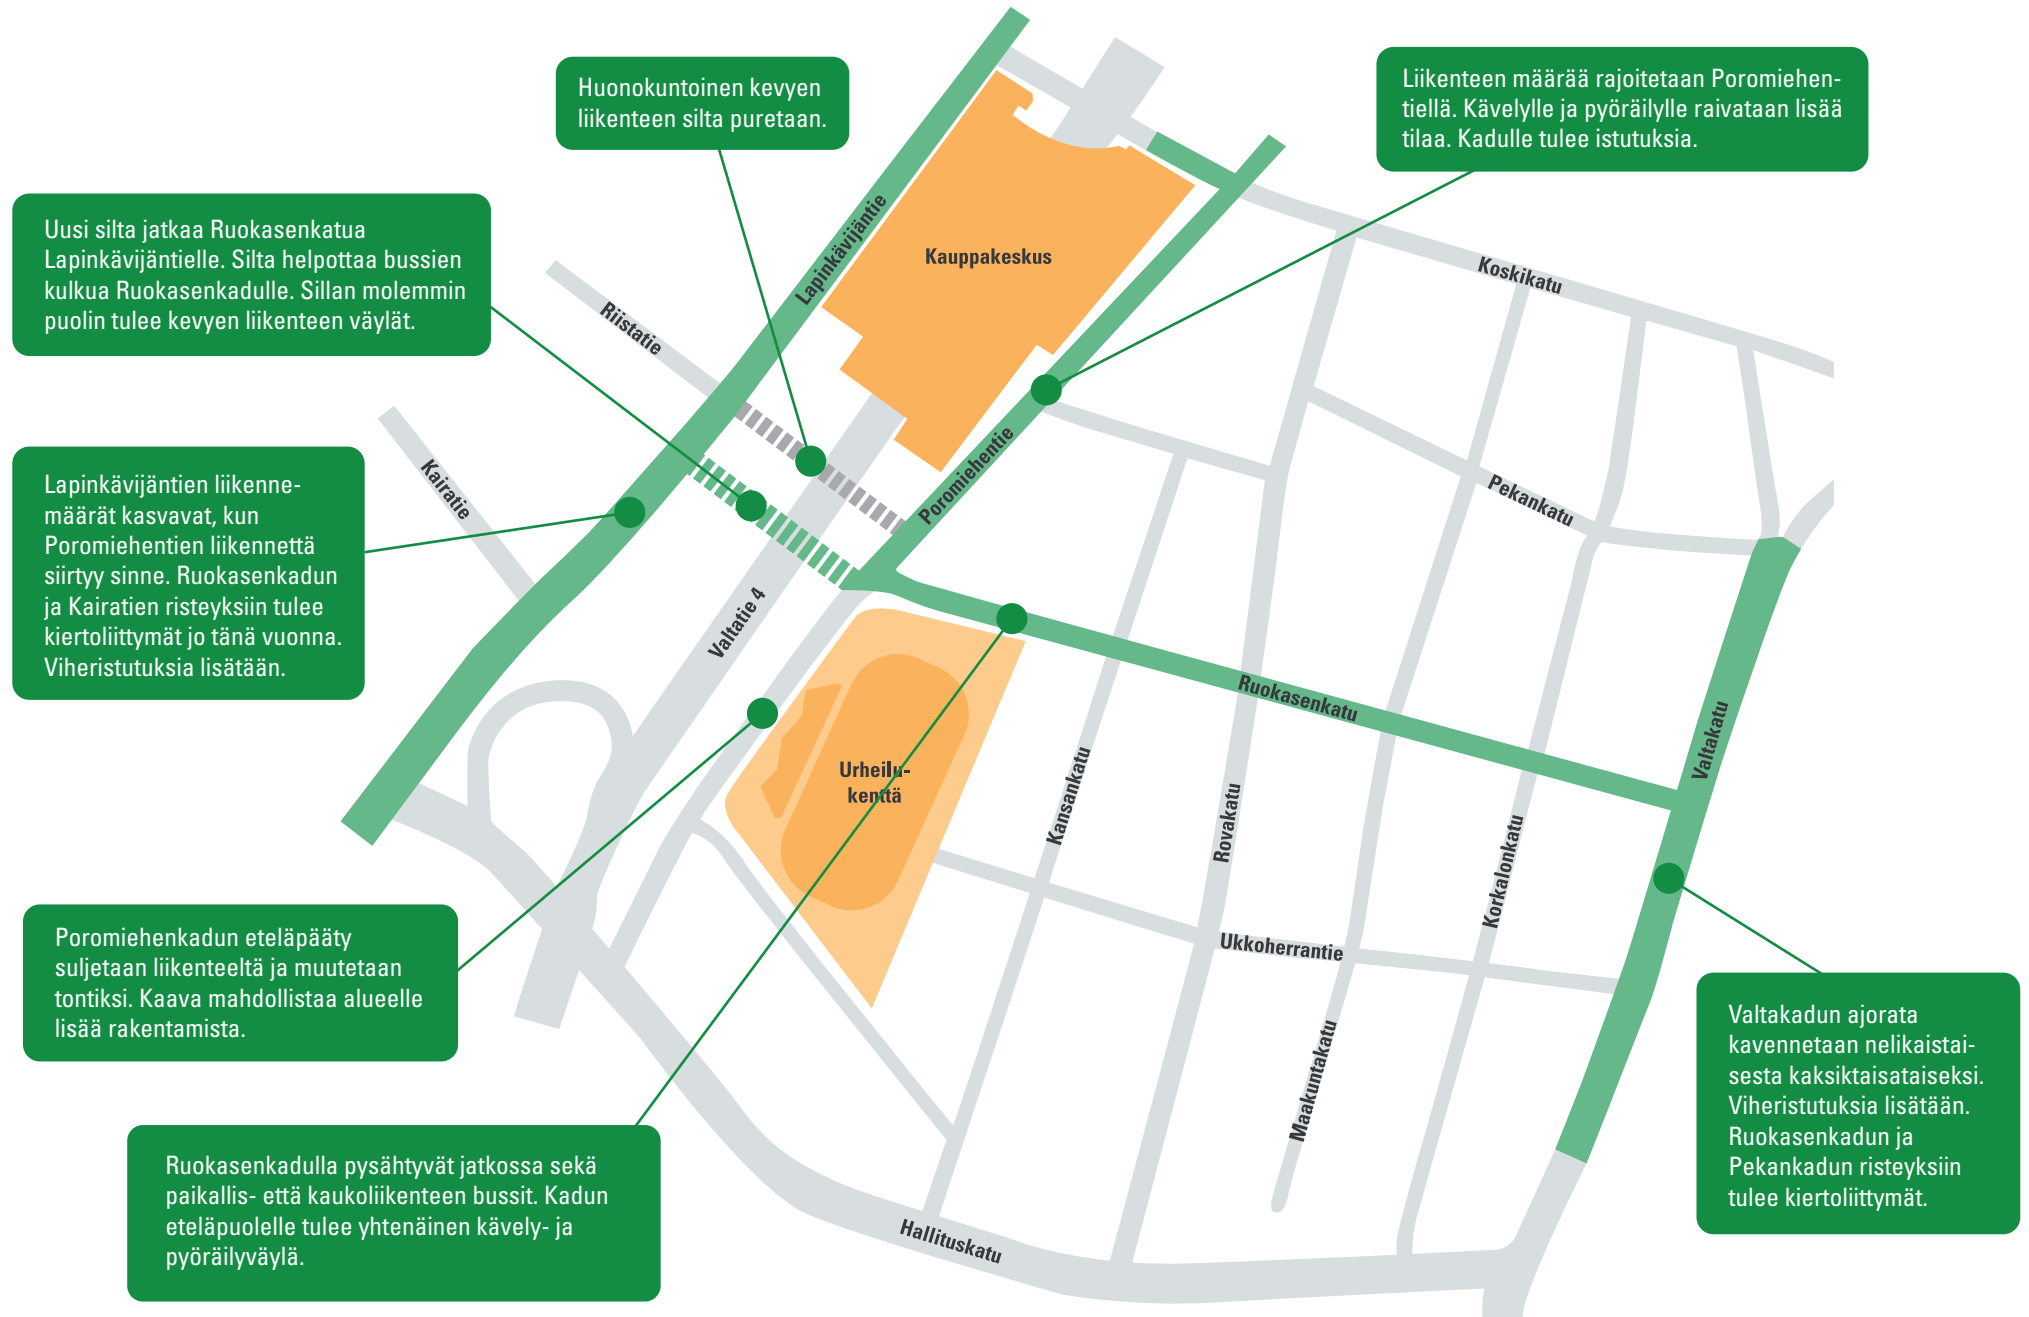 Huonokuntoinen kevyen
liikenteen silta puretaan.
Liikenteen määrää rajoitetaan Poromiehen-
tiellä. Kävelylle ja pyöräilylle raivataan lisää
tilaa. Kadulle tulee istutuksia.
Uusi silta jatkaa Ruokasenkatua
Lapinkävijäntielle. Silta helpottaa bussien
kulkua Ruokasenkadulle. Sillan molemmin
puolin tulee kevyen liikenteen väylät.
Lapinkävijäntien liikenne-
määrät kasvavat, kun
Poromiehentien liikennettä
siirtyy sinne. Ruokasenkadun
ja Kairatien risteyksiin tulee
kiertoliittymät jo tänä vuonna.
Viheristutuksia lisätään.
Poromiehenkadun eteläpääty
suljetaan liikenteeltä ja muutetaan
tontiksi. Kaava mahdollistaa alueelle
lisää rakentamista.
Ruokasenkadulla pysähtyvät jatkossa sekä
paikallis- että kaukoliikenteen bussit. Kadun
eteläpuolelle tulee yhtenäinen kävely- ja
pyöräilyväylä.
Valtakadun ajorata
kavennetaan nelikaistai-
sesta kaksiktaisataiseksi.
Viheristutuksia lisätään.
Ruokasenkadun ja
Pekankadun risteyksiin
tulee kiertoliittymät.
Lapinkävijäntie
Kauppakeskus
Koskikatu
Riistatie
Kairatie
Poromiehentie
Pekankatu
Valtatie 4
Ruokasenkatu
Valtakatu
Urheilu-
kenttä
Kansankatu
Rovakatu
Korkalonkatu
Ukkoherrantie
Maakuntakatu
Hallituskatu